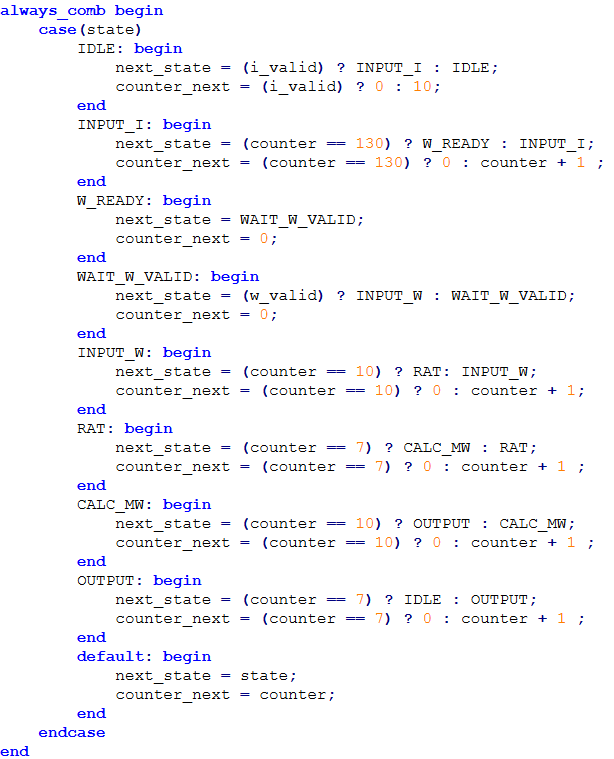 always_comb begin
    case(state)
        IDLE: begin
            next_state = (i_valid) ? INPUT_I : IDLE;
            counter_next = (i_valid) ? 0 : 10;
        end
        INPUT_I: begin
            next_state = (counter == 130) ? W_READY : INPUT_I;
            counter_next = (counter == 130) ? 0 : counter + 1 ;
        end
        W_READY: begin
            next_state = WAIT_W_VALID;
            counter_next = 0;
        end
        WAIT_W_VALID: begin
            next_state = (w_valid) ? INPUT_W : WAIT_W_VALID;
            counter_next = 0;
        end
        INPUT_W: begin
            next_state = (counter == 10) ? RAT: INPUT_W;
            counter_next = (counter == 10) ? 0 : counter + 1;
        end
        RAT: begin
            next_state = (counter == 7) ? CALC_MW : RAT;
            counter_next = (counter == 7) ? 0 : counter + 1 ;
        end
        CALC_MW: begin
            next_state = (counter == 10) ? OUTPUT : CALC_MW;
            counter_next = (counter == 10) ? 0 : counter + 1 ;
        end
        OUTPUT: begin
            next_state = (counter == 7) ? IDLE : OUTPUT;
            counter_next = (counter == 7) ? 0 : counter + 1 ;
        end
        default: begin
            next_state = state;
            counter_next = counter;
        end
    endcase
end